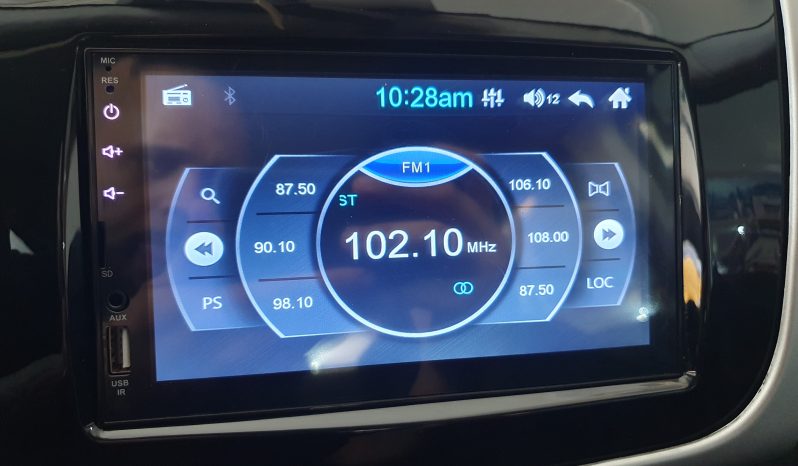 MIC
RES
10:28am
12
FM1
87.50
106.10
ST
90.10
102.10 MHz
108.00
PS
98.10
87.50
LOC
SD
AUX
USB
IR